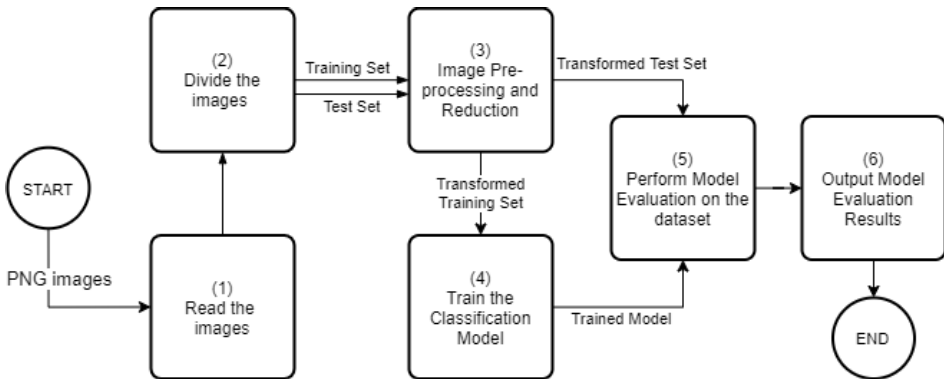 START
PNG images
(1)
Read the
images
(2)
Divide the
images
Training Set
Test Set
(3)
Image Pre-
processing and
Reduction
Transformed Test Set
Transformed
Training Set
(4)
Train the
Classification
Model
Trained Model
(5)
Perform Model
Evaluation on the
dataset
(6)
Output Model
Evaluation
Results
END